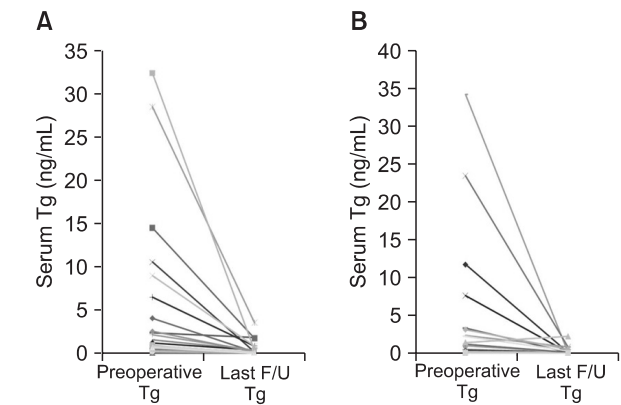 A
Serum Tg (ng/mL)
35
30
25
20
15
10
5
0
Preoperative
Tg
Last F/U
Tg
B
Serum Tg (ng/mL)
40
35
30
25
20
15
10
5
0
Preoperative
Tg
Last F/U
Tg